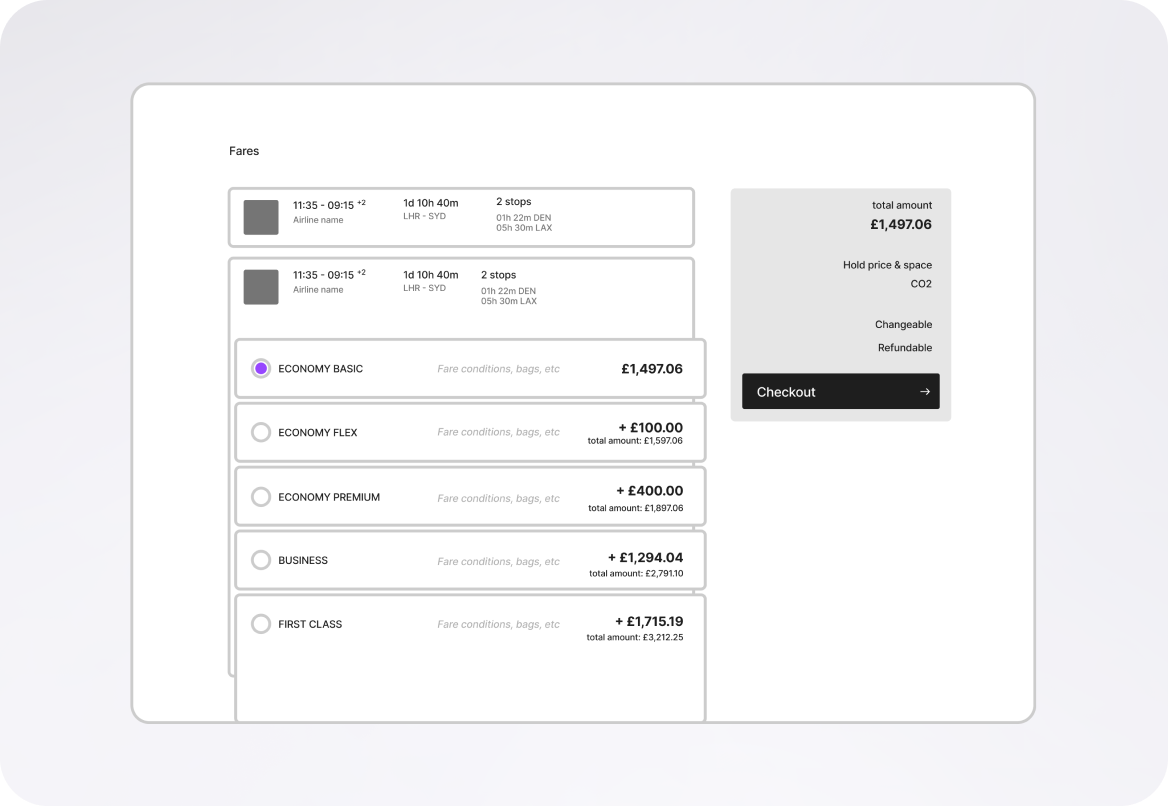 Fares
11:35 - 09:15 +2
Airline name
1d 10h 40m
LHR - SYD
2 stops
01h 22m DEN
05h 30m LAX
11:35 - 09:15 +2
Airline name
1d 10h 40m
LHR - SYD
2 stops
01h 22m DEN
05h 30m LAX
ECONOMY BASIC
Fare conditions, bags, etc
£1,497.06
ECONOMY FLEX
Fare conditions, bags, etc
+ £100.00
total amount: £1,597.06
ECONOMY PREMIUM
Fare conditions, bags, etc
+ £400.00
total amount: £1,897.06
BUSINESS
Fare conditions, bags, etc
+ £1,294.04
total amount: £2,791.10
FIRST CLASS
Fare conditions, bags, etc
+ £1,715.19
total amount: £3,212.25
total amount
£1,497.06
Hold price & space
CO2
Changeable
Refundable
Checkout →